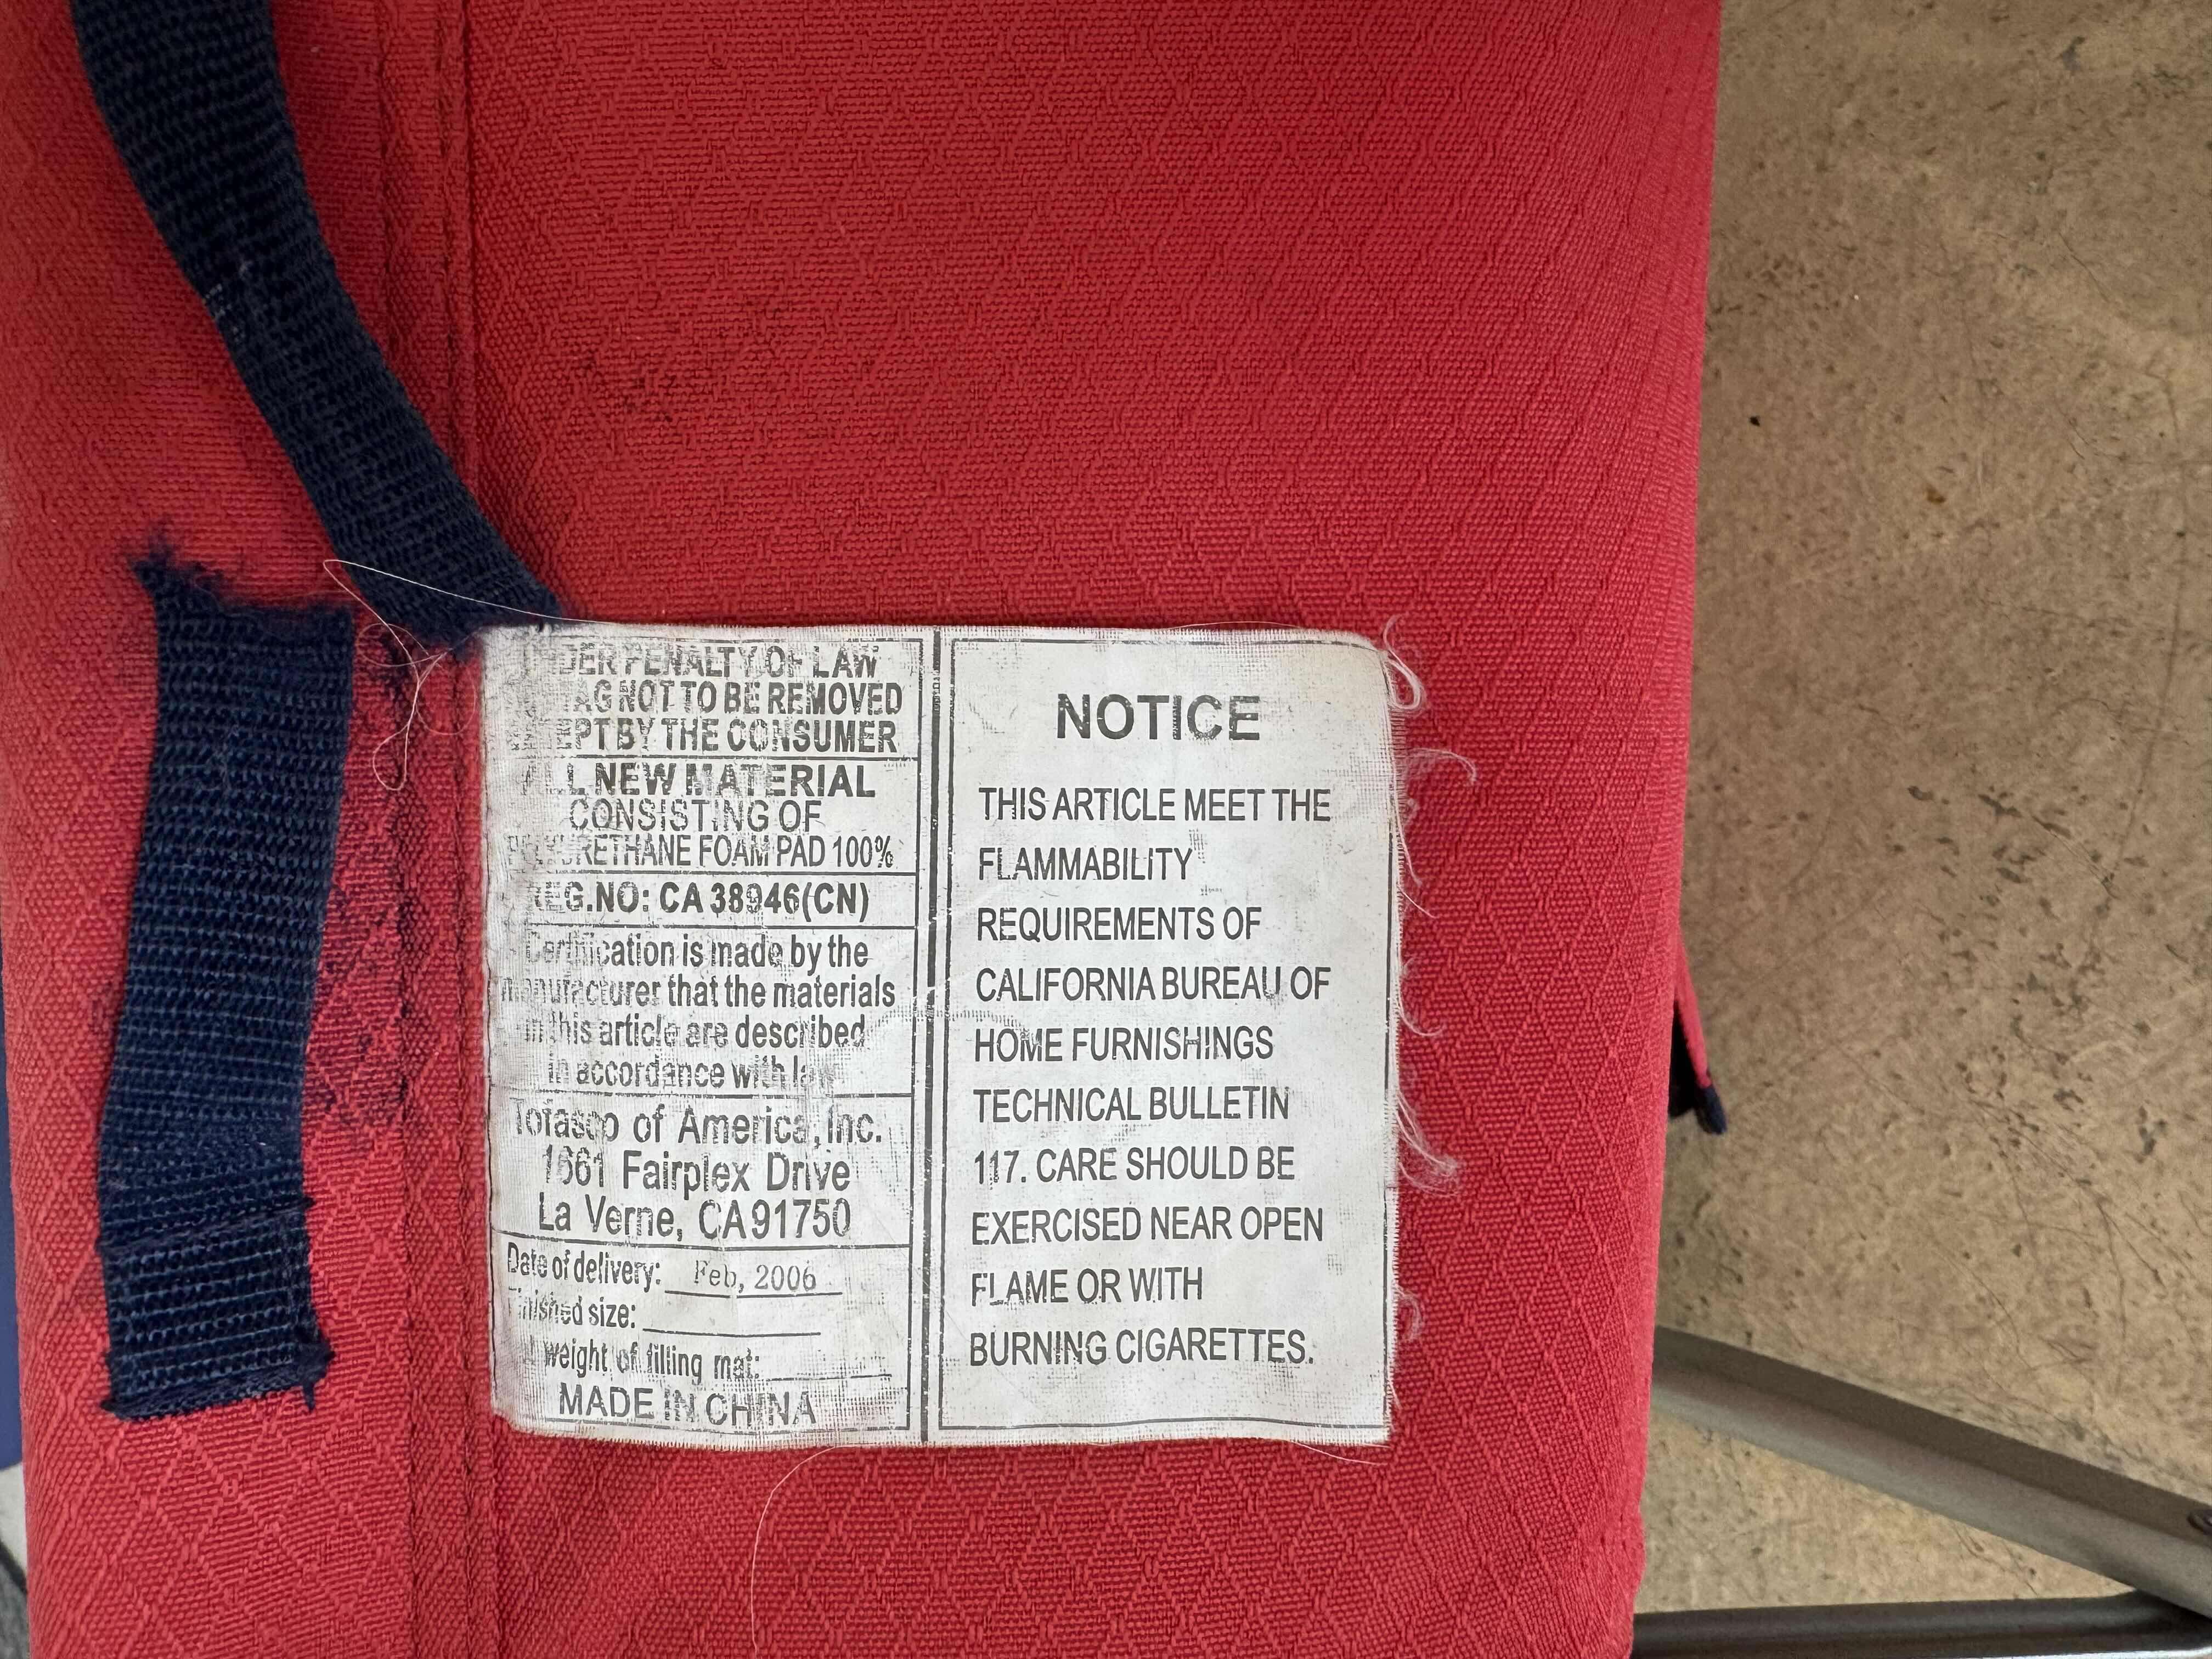 UNDER PENALTY OF LAW
TAG NOT TO BE REMOVED
EXCEPT BY THE CONSUMER
ALL NEW MATERIAL
CONSISTING OF
POLYURETHANE FOAM PAD 100%
REG.NO: CA 38946(CN)
Certification is made by the
manufacturer that the materials
in this article are described
in accordance with law
Tofasco of America, Inc.
1661 Fairplex Drive
La Verne, CA 91750
Date of delivery: Feb, 2006
Finished size:
weight of filling mat:
MADE IN CHINA
NOTICE
THIS ARTICLE MEET THE
FLAMMABILITY
REQUIREMENTS OF
CALIFORNIA BUREAU OF
HOME FURNISHINGS
TECHNICAL BULLETIN
117. CARE SHOULD BE
EXERCISED NEAR OPEN
FLAME OR WITH
BURNING CIGARETTES.